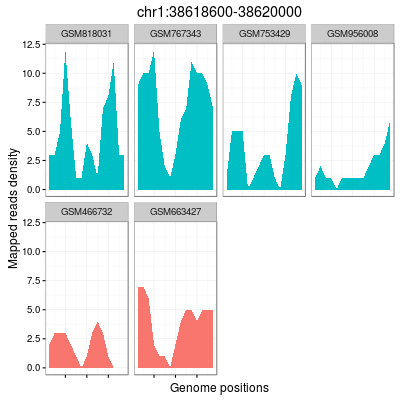 chr1:38618600-38620000
GSM818031 GSM767343 GSM753429 GSM956008
12.5
10.0
7.5
5.0
2.5
0.0
Mapped reads density
GSM466732 GSM663427
12.5
10.0
7.5
5.0
2.5
0.0
Genome positions